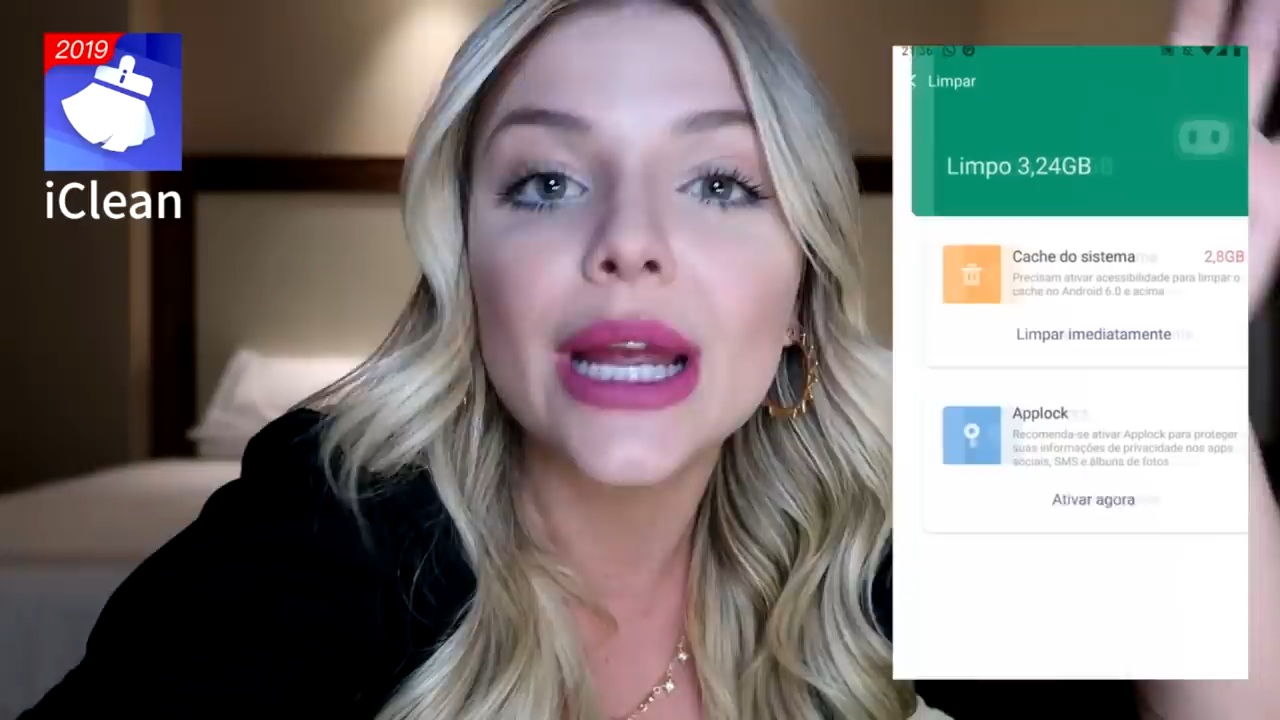 2019
iClean
21:36
Limpar
Limpo 3,24GB
Cache do sistema
2,8GB
Precisam ativar acessibilidade para limpar o
cache no Android 6.0 e acima
Limpar imediatamente
Applock
Recomenda-se ativar Applock para proteger
suas informações de privacidade nos apps
sociais, SMS e álbuns de fotos
Ativar agora